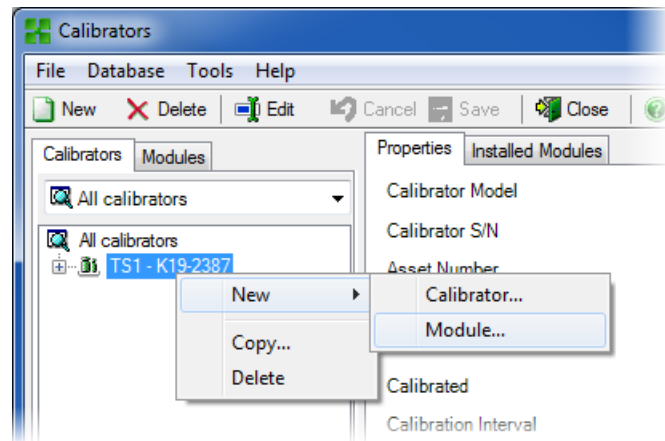 Calibrators
File Database Tools Help
New Delete Edit Cancel Save Close
Calibrators Modules
Properties Installed Modules
All calibrators
Calibrator Model
All calibrators
Calibrator S/N
TS1 - K19-2387
Asset Number
New
Calibrator...
Module...
Copy...
Delete
Calibrated
Calibration Interval